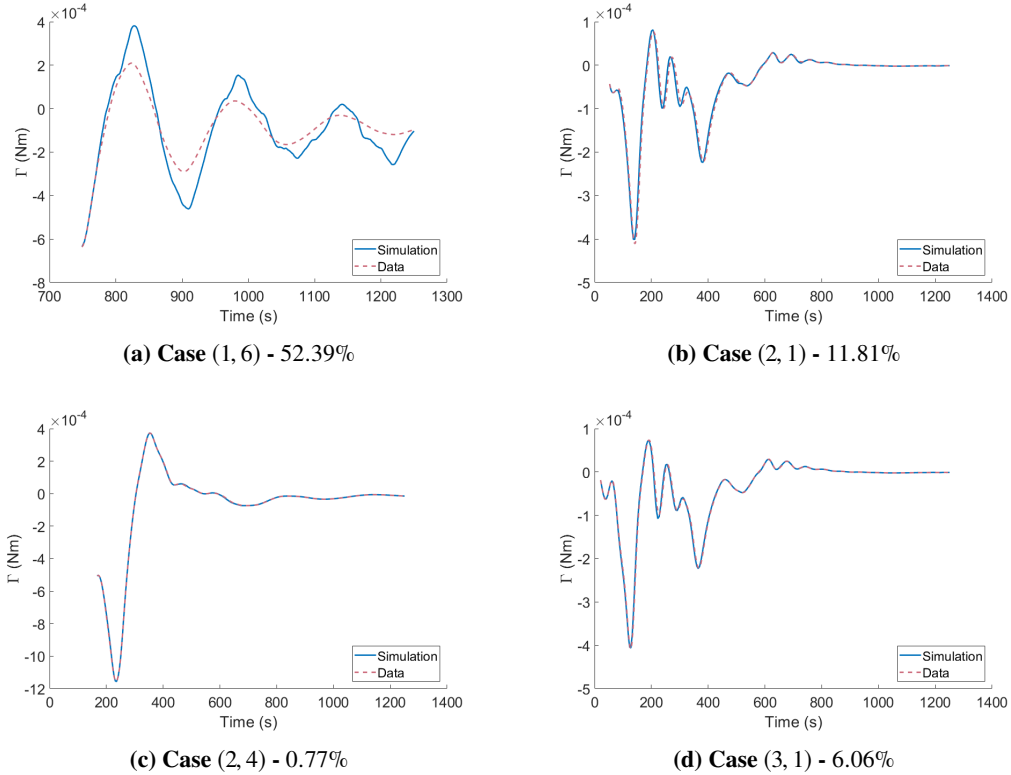 ×10⁻⁴
4
2
0
-2
-4
-6
-8
Γ (Nm)
700 800 900 1000 1100 1200 1300
Time (s)
Simulation
Data
(a) Case (1, 6) - 52.39%
×10⁻⁴
1
0
-1
-2
-3
-4
-5
Γ (Nm)
0 200 400 600 800 1000 1200 1400
Time (s)
Simulation
Data
(b) Case (2, 1) - 11.81%
×10⁻⁴
4
2
0
-2
-4
-6
-8
-10
-12
Γ (Nm)
0 200 400 600 800 1000 1200 1400
Time (s)
Simulation
Data
(c) Case (2, 4) - 0.77%
×10⁻⁴
1
0
-1
-2
-3
-4
-5
Γ (Nm)
0 200 400 600 800 1000 1200 1400
Time (s)
Simulation
Data
(d) Case (3, 1) - 6.06%